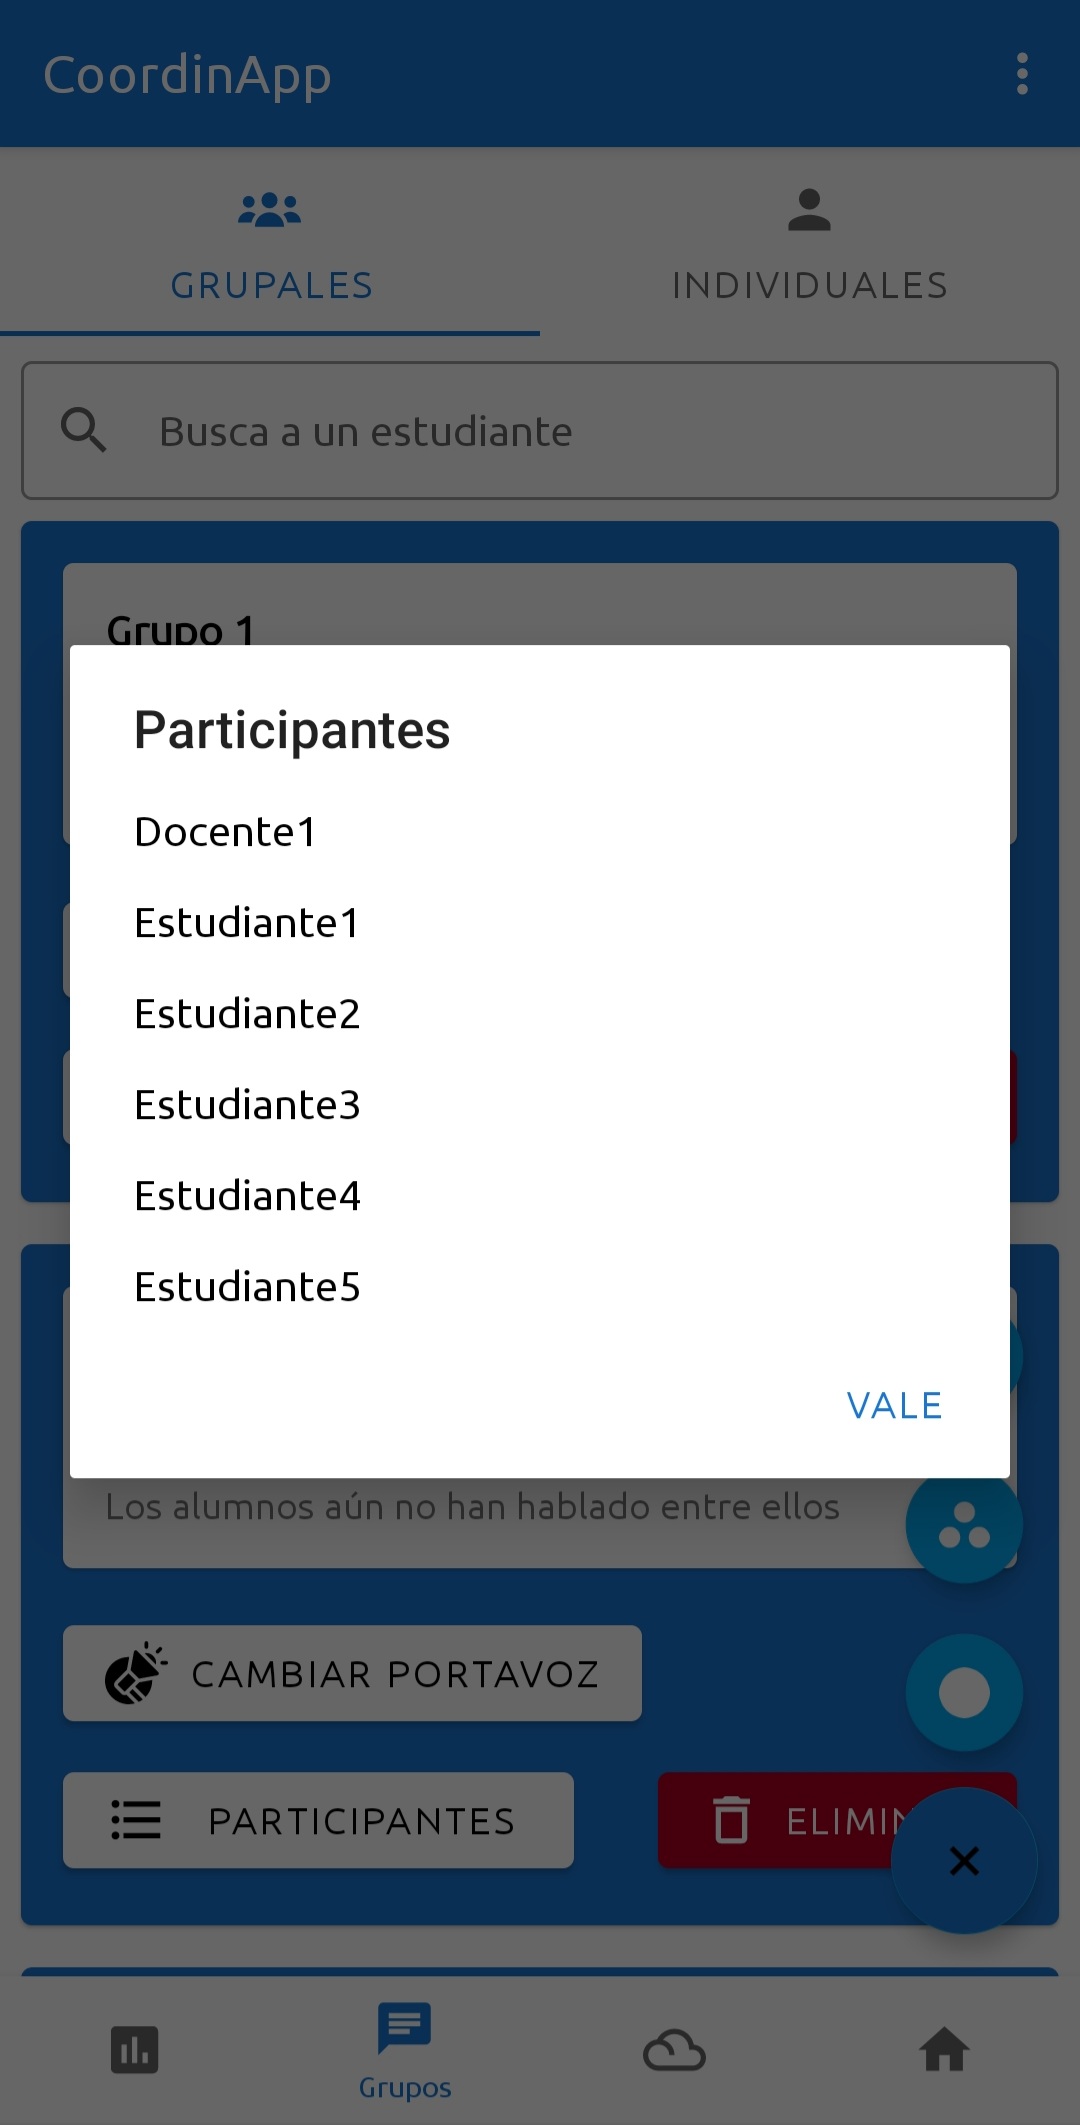 CoordinApp
GRUPALES
INDIVIDUALES
Busca a un estudiante
Grupo 1
Participantes
Docente1
Estudiante1
Estudiante2
Estudiante3
Estudiante4
Estudiante5
VALE
Los alumnos aún no han hablado entre ellos
CAMBIAR PORTAVOZ
PARTICIPANTES
ELIMIN
Grupos